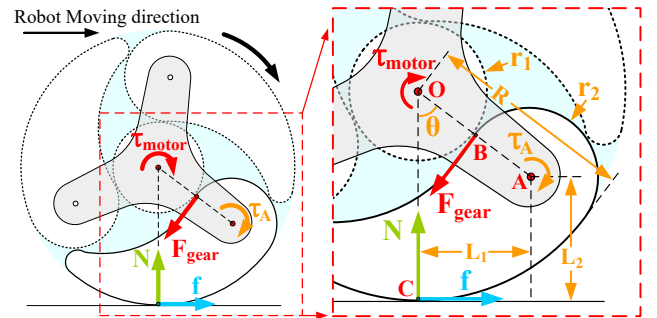 Robot Moving direction
τmotor
τA
Fgear
N
f
τmotor
O
r1
R
r2
θ
B
τA
A
Fgear
N
L1
L2
C
f